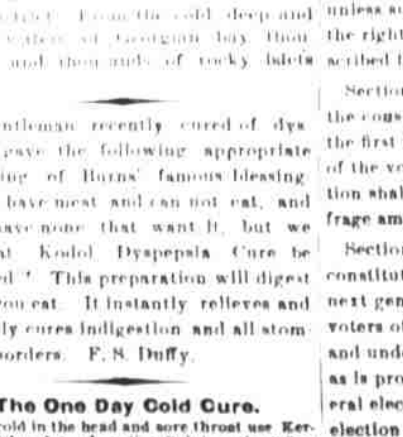 cold deep and
of Georgian bay, thou
and thousands of rocky islets
ntleman recently cured of dys
gave the following appropriate
ing of Burns' famous blessing
have meat and can not eat, and
ave none that want it, but we
at Kodol Dyspepsia Cure be
ed." This preparation will digest
you eat. It instantly relieves and
ly cures indigestion and all stom-
orders. F. S. Duffy.
The One Day Cold Cure.
cold in the head and sore throat use Ker-
unless su
the right
scribed i
Section
the cons
the first
of the vo
tion shal
frage am
Section
constitut
next gen
voters of
and unde
as is pro
eral elec
election